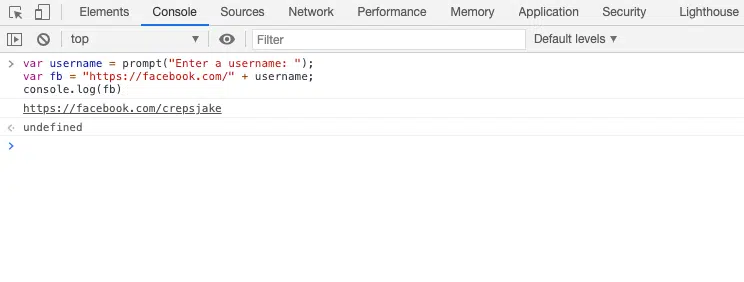 Elements Console Sources Network Performance Memory Application Security Lighthouse
top ▼ Filter Default levels ▼
> var username = prompt("Enter a username: ");
var fb = "https://facebook.com/" + username;
console.log(fb)
https://facebook.com/crepsjake
undefined
>